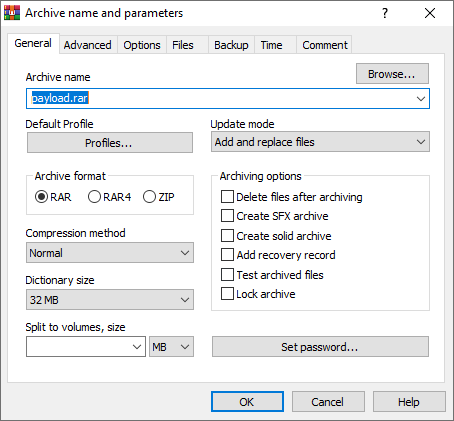 Archive name and parameters
?
General Advanced Options Files Backup Time Comment
Archive name
Browse...
payload.rar
Default Profile
Profiles...
Update mode
Add and replace files
Archive format
RAR RAR4 ZIP
Compression method
Normal
Dictionary size
32 MB
Split to volumes, size
MB
Archiving options
Delete files after archiving
Create SFX archive
Create solid archive
Add recovery record
Test archived files
Lock archive
Set password...
OK Cancel Help